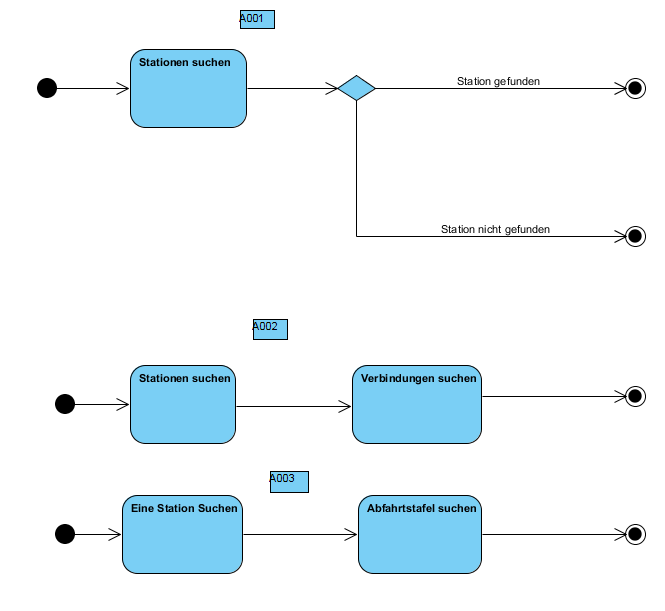 A001
Stationen suchen
Station gefunden
Station nicht gefunden
A002
Stationen suchen
Verbindungen suchen
A003
Eine Station Suchen
Abfahrtstafel suchen